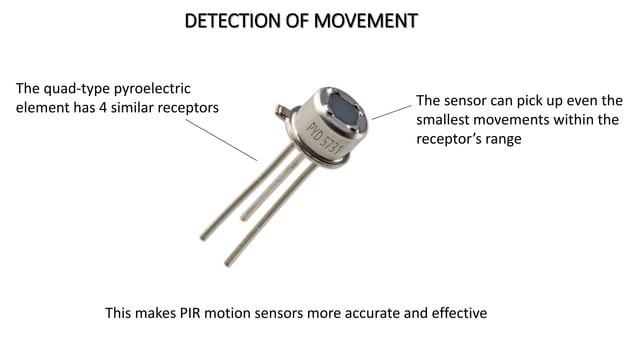 DETECTION OF MOVEMENT
The quad-type pyroelectric
element has 4 similar receptors
The sensor can pick up even the
smallest movements within the
receptor's range
PYD 5731
This makes PIR motion sensors more accurate and effective